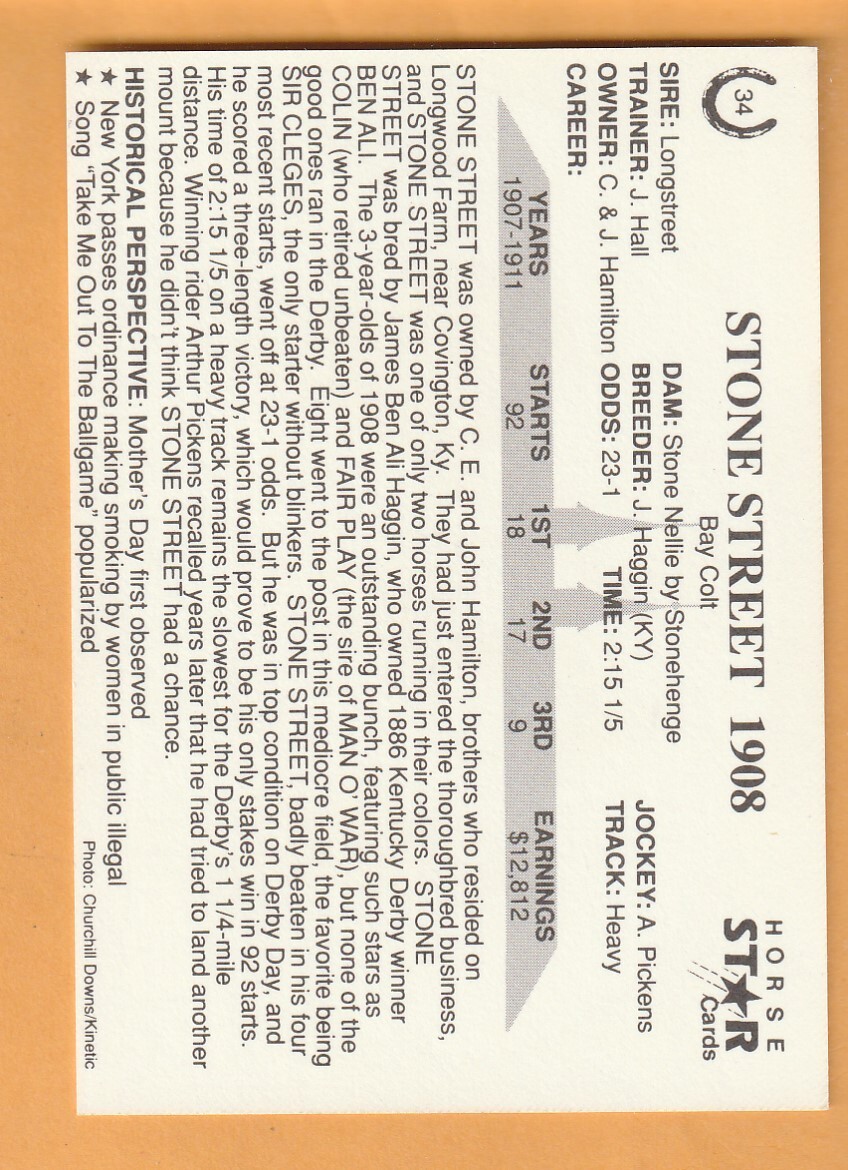 34
STONE STREET 1908
Bay Colt
HORSE
STAR
Cards
SIRE: Longstreet DAM: Stone Nellie by Stonehenge
TRAINER: J. Hall BREEDER: J. Haggin (KY) JOCKEY: A. Pickens
OWNER: C. & J. Hamilton ODDS: 23-1 TIME: 2:15 1/5 TRACK: Heavy
CAREER:
YEARS STARTS 1ST 2ND 3RD EARNINGS
1907-1911 92 18 17 9 $12,812
STONE STREET was owned by C. E. and John Hamilton, brothers who resided on
Longwood Farm, near Covington, Ky. They had just entered the thoroughbred business,
and STONE STREET was one of only two horses running in their colors. STONE
STREET was bred by James Ben Ali Haggin, who owned 1886 Kentucky Derby winner
BEN ALI. The 3-year-olds of 1908 were an outstanding bunch, featuring such stars as
COLIN (who retired unbeaten) and FAIR PLAY (the sire of MAN O' WAR), but none of the
good ones ran in the Derby. Eight went to the post in this mediocre field, the favorite being
SIR CLEGES, the only starter without blinkers. STONE STREET, badly beaten in his four
most recent starts, went off at 23-1 odds. But he was in top condition on Derby Day, and
he scored a three-length victory, which would prove to be his only stakes win in 92 starts.
His time of 2:15 1/5 on a heavy track remains the slowest for the Derby's 1 1/4-mile
distance. Winning rider Arthur Pickens recalled years later that he had tried to land another
mount because he didn't think STONE STREET had a chance.
HISTORICAL PERSPECTIVE: Mother's Day first observed
★ New York passes ordinance making smoking by women in public illegal
★ Song "Take Me Out To The Ballgame" popularized
Photo: Churchill Downs/Kinetic